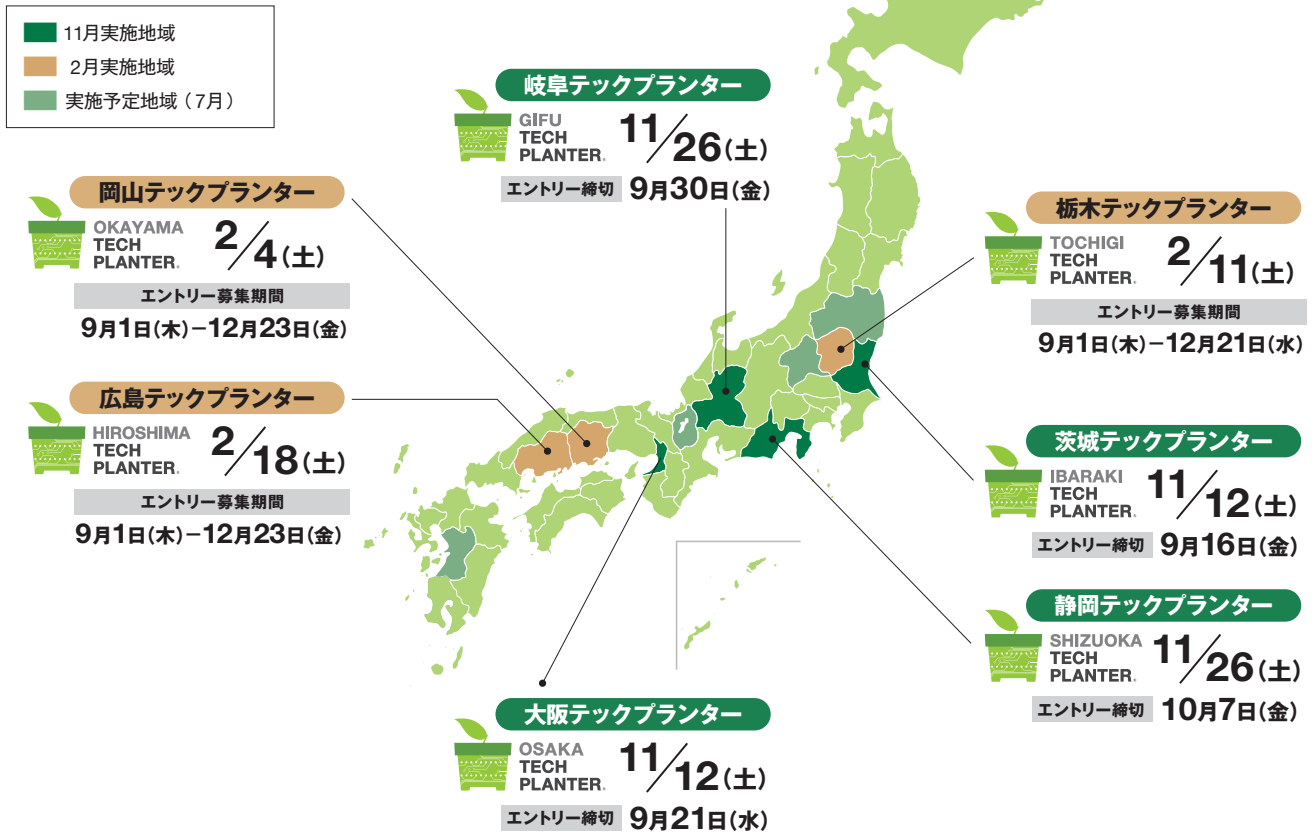 11月実施地域
2月実施地域
実施予定地域（7月）
岐阜テックプランター
GIFU
TECH
PLANTER.
11/26(土)
エントリー締切 9月30日(金)
岡山テックプランター
OKAYAMA
TECH
PLANTER.
2/4(土)
エントリー募集期間
9月1日(木)−12月23日(金)
広島テックプランター
HIROSHIMA
TECH
PLANTER.
2/18(土)
エントリー募集期間
9月1日(木)−12月23日(金)
栃木テックプランター
TOCHIGI
TECH
PLANTER.
2/11(土)
エントリー募集期間
9月1日(木)−12月21日(水)
茨城テックプランター
IBARAKI
TECH
PLANTER.
11/12(土)
エントリー締切 9月16日(金)
静岡テックプランター
SHIZUOKA
TECH
PLANTER.
11/26(土)
エントリー締切 10月7日(金)
大阪テックプランター
OSAKA
TECH
PLANTER.
11/12(土)
エントリー締切 9月21日(水)